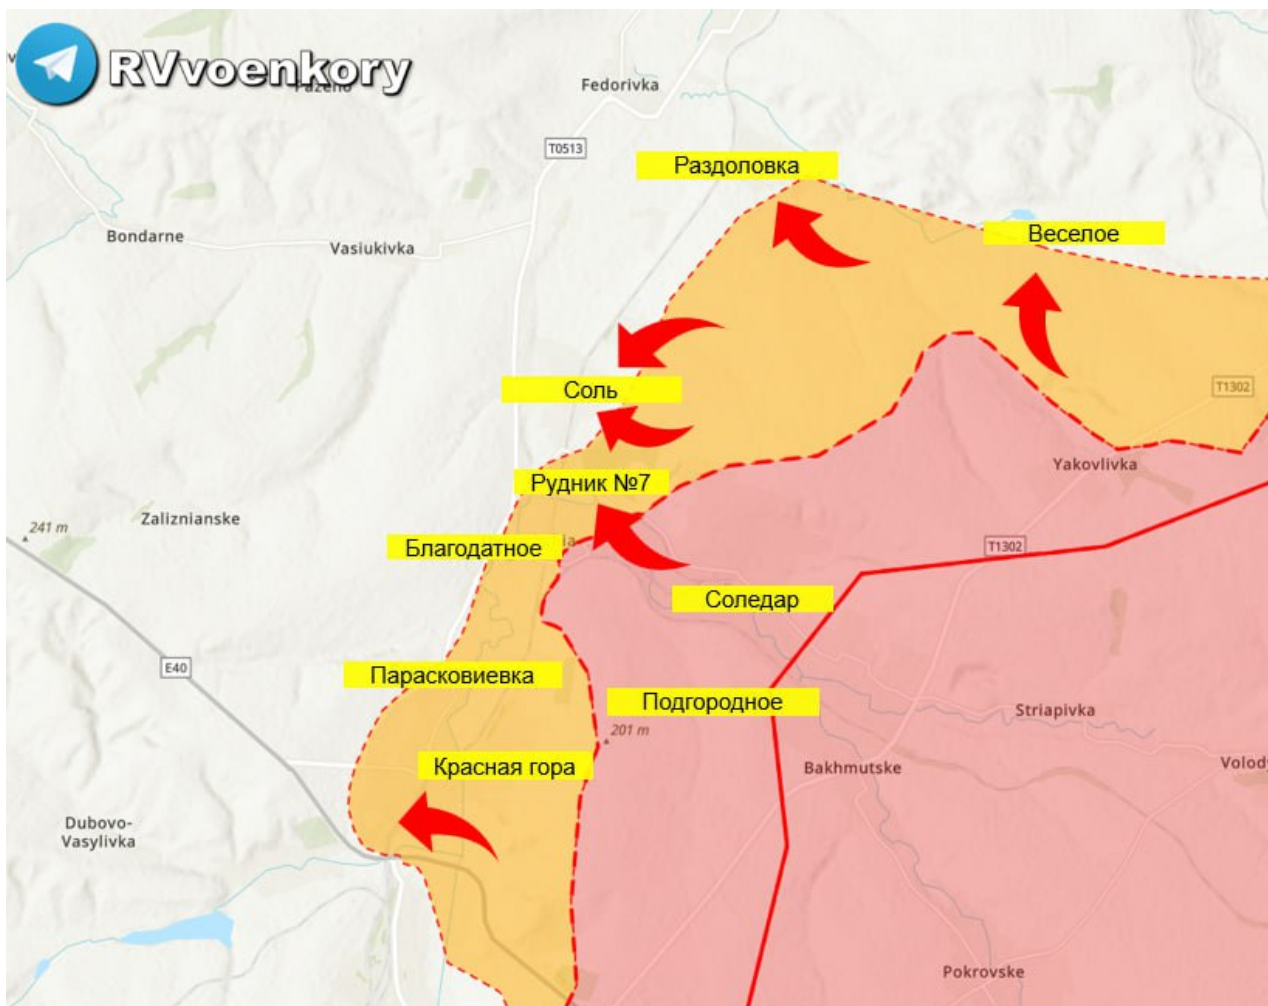 RVvoenkory
Fedorivka
T0513
Раздоловка
Bondarne
Vasiukivka
Веселое
Соль
T1302
Рудник №7
Yakovlivka
241 m
Zaliznianske
Благодатное
T1302
Соледар
E40
Парасковиевка
Подгородное
Striapivka
201 m
Красная гора
Bakhmutske
Volody
Dubovo-
Vasylivka
Pokrovske